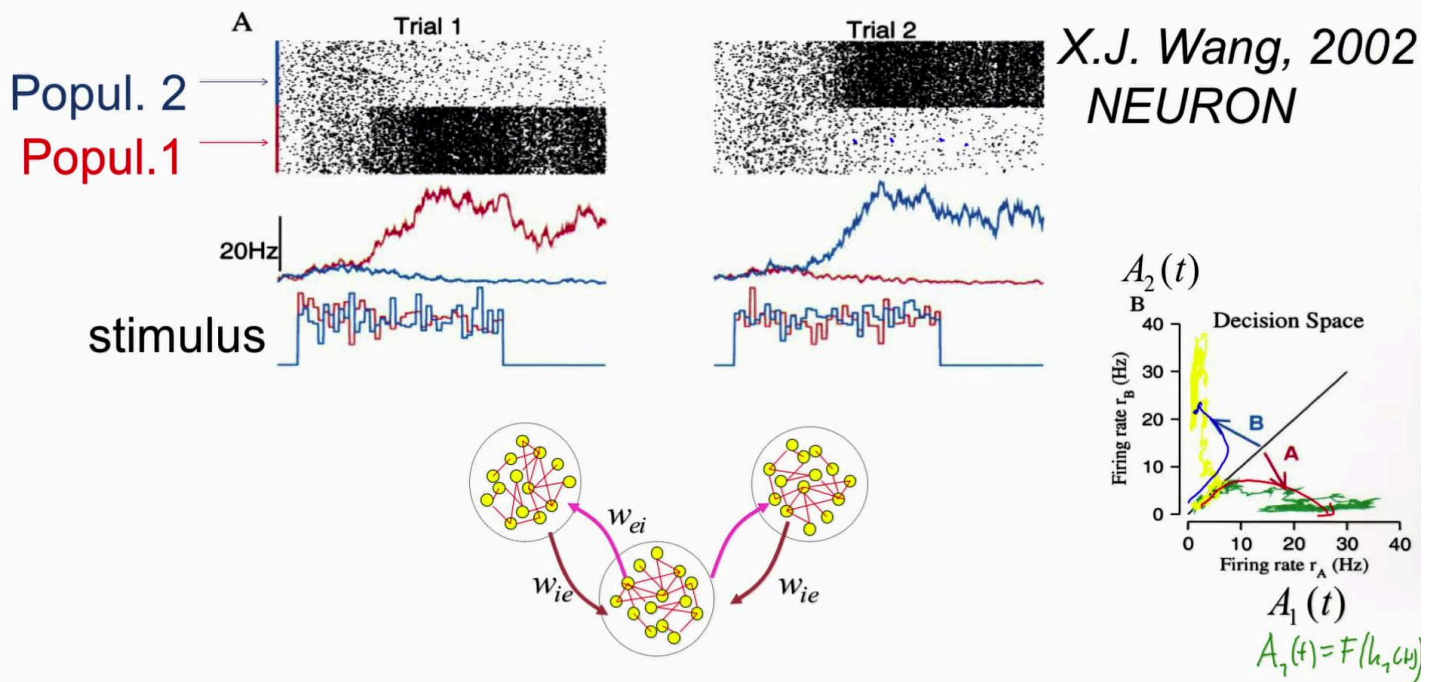 A
Trial 1
Trial 2
X.J. Wang, 2002
NEURON
Popul. 2
Popul.1
20Hz
stimulus
A₂(t)
B
Decision Space
Firing rate r_B (Hz)
40
30
20
10
0
B
A
0 10 20 30 40
Firing rate r_A (Hz)
A₁(t)
w_ei
w_ie
w_ie